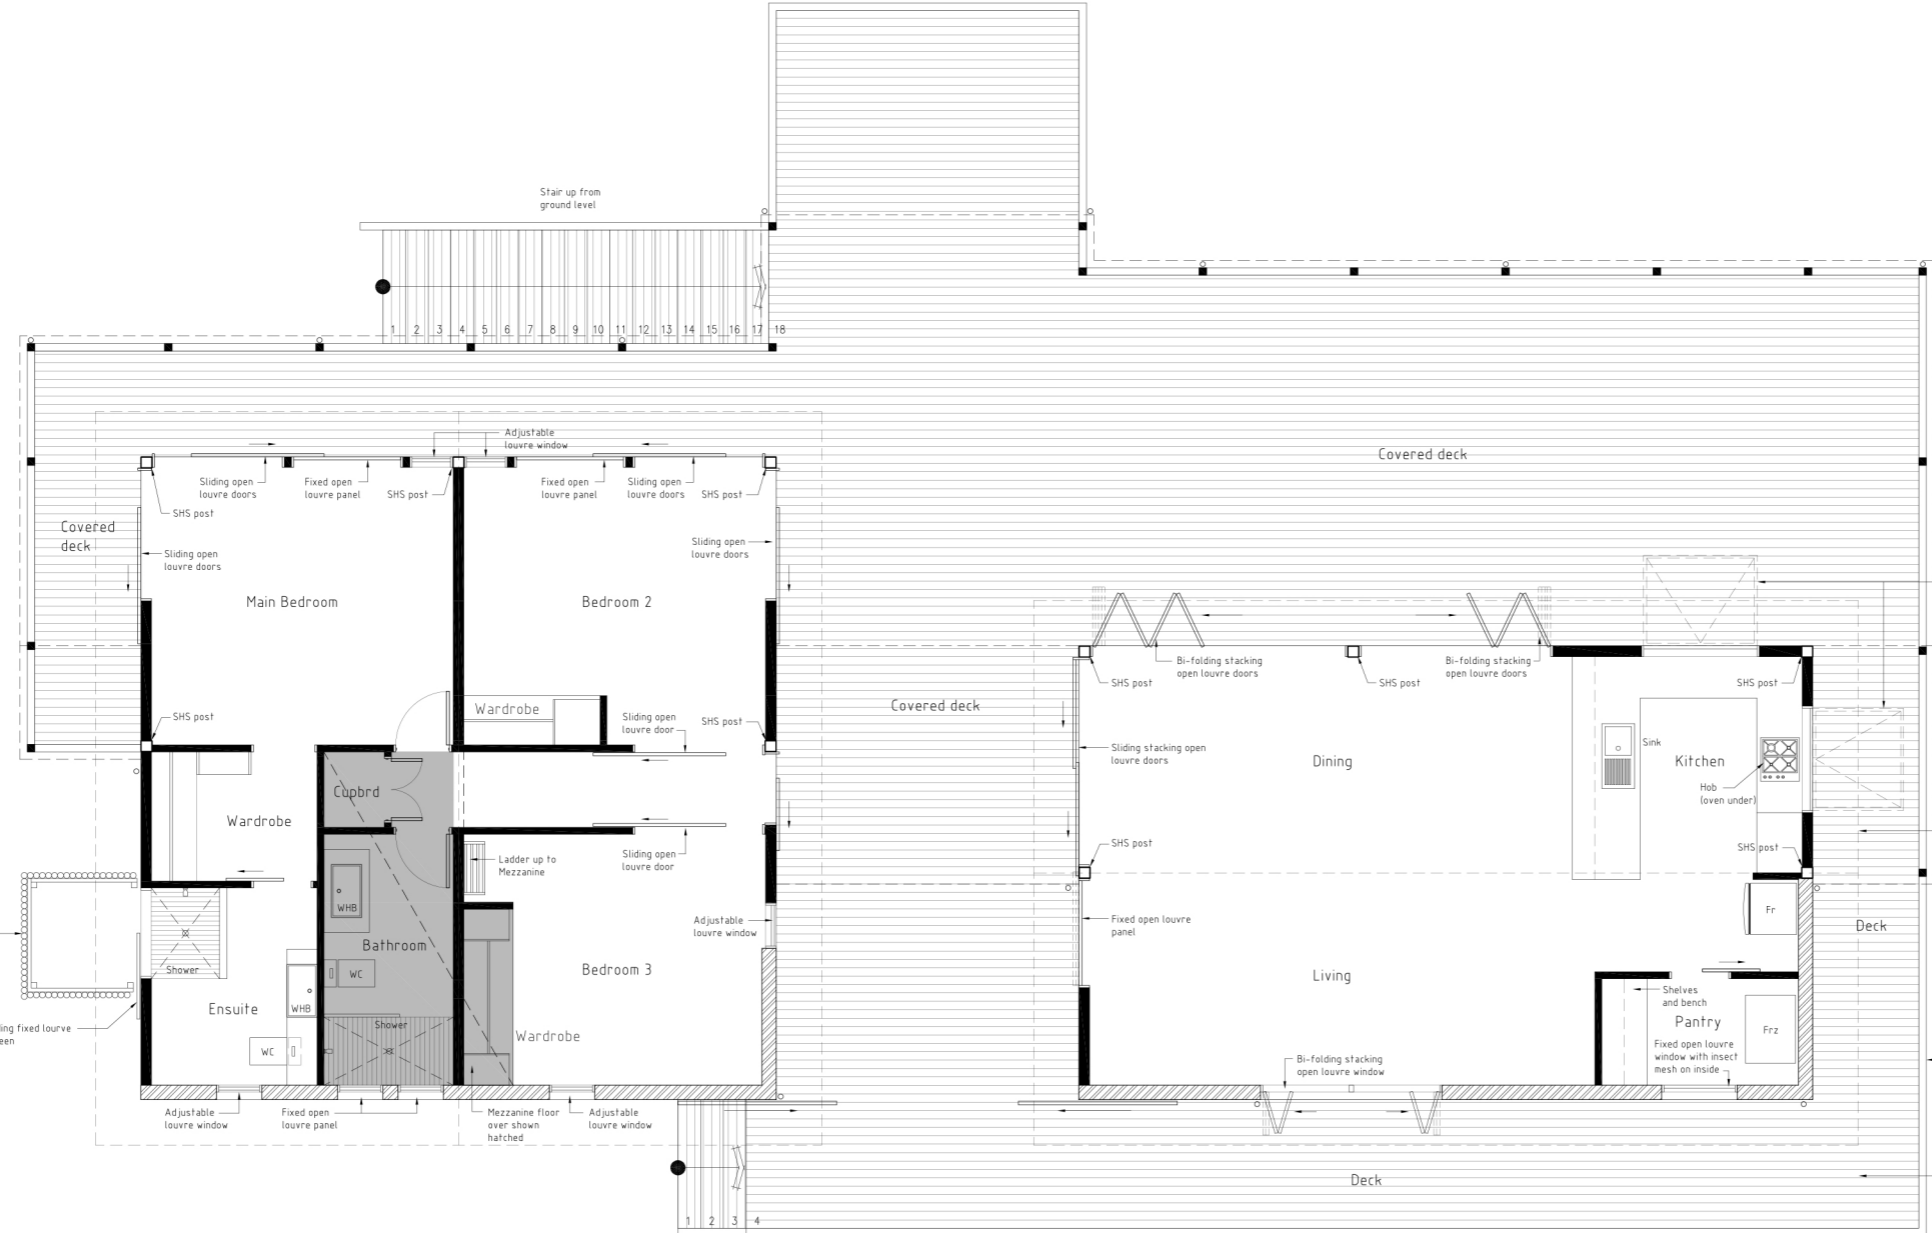 Stair up from
ground level
1 2 3 4 5 6 7 8 9 10 11 12 13 14 15 16 17 18
Adjustable
louvre window
Sliding open
louvre doors
Fixed open
louvre panel
SHS post
Fixed open
louvre panel
Sliding open
louvre doors
SHS post
SHS post
Covered
deck
Sliding open
louvre doors
Sliding open
louvre doors
Main Bedroom
Bedroom 2
Covered deck
SHS post
Wardrobe
Sliding open
louvre door
SHS post
Covered deck
Bi-folding stacking
open louvre doors
Bi-folding stacking
open louvre doors
SHS post
SHS post
SHS post
Sliding stacking open
louvre doors
Dining
Sink
Kitchen
Hob
(oven under)
Cupbrd
Wardrobe
Sliding open
louvre door
Ladder up to
Mezzanine
SHS post
SHS post
WHB
Bathroom
WC
Shower
Shower
Ensuite
WHB
WC
Adjustable
louvre window
Bedroom 3
Wardrobe
Fixed open louvre
panel
Living
Fr
Deck
Shelves
and bench
Pantry
Frz
Fixed open louvre
window with insect
mesh on inside
Bi-folding stacking
open louvre window
ing fixed lourve
een
Adjustable
louvre window
Fixed open
louvre panel
Mezzanine floor
over shown
hatched
Adjustable
louvre window
Deck
1 2 3 4